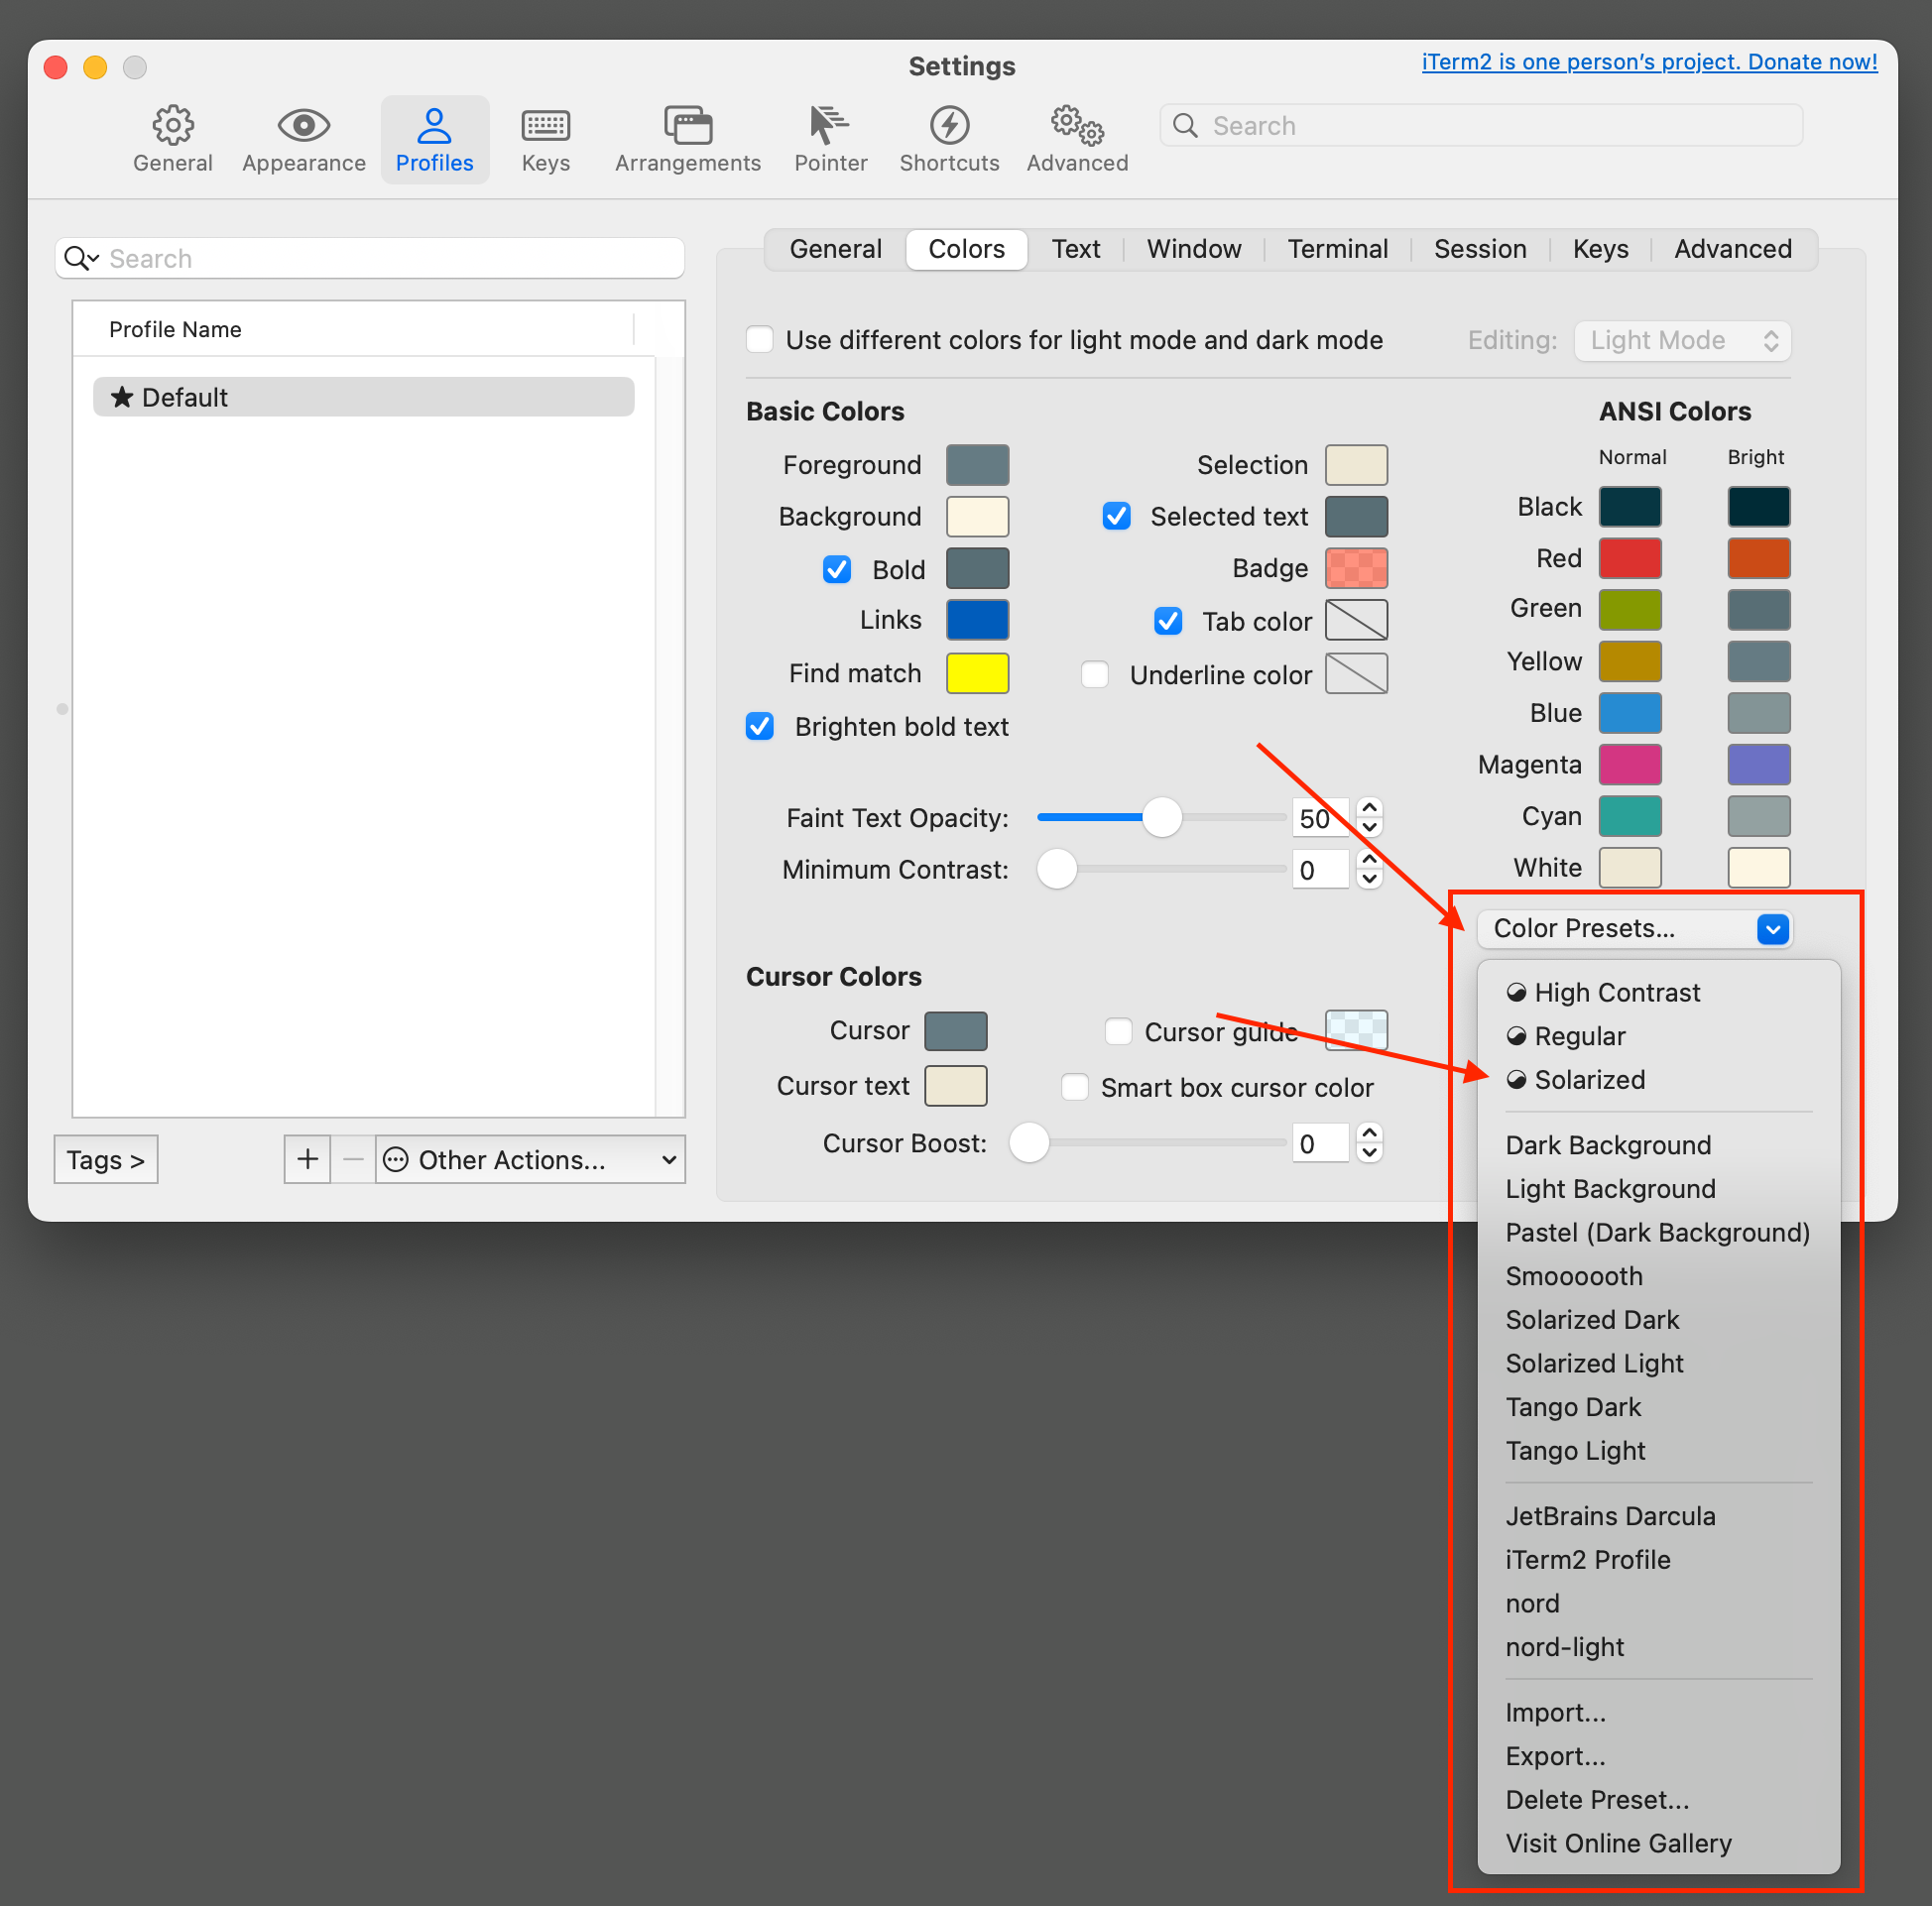 Settings
iTerm2 is one person's project. Donate now!
General
Appearance
Profiles
Keys
Arrangements
Pointer
Shortcuts
Advanced
Search
Search
Profile Name
★ Default
Tags >
+
−
Other Actions...
General
Colors
Text
Window
Terminal
Session
Keys
Advanced
Use different colors for light mode and dark mode
Editing:
Light Mode
Basic Colors
Foreground
Background
Bold
Links
Find match
Brighten bold text
Selection
Selected text
Badge
Tab color
Underline color
Faint Text Opacity:
50
Minimum Contrast:
0
ANSI Colors
Normal
Bright
Black
Red
Green
Yellow
Blue
Magenta
Cyan
White
Cursor Colors
Cursor
Cursor text
Cursor guide
Smart box cursor color
Cursor Boost:
0
Color Presets...
High Contrast
Regular
Solarized
Dark Background
Light Background
Pastel (Dark Background)
Smoooooth
Solarized Dark
Solarized Light
Tango Dark
Tango Light
JetBrains Darcula
iTerm2 Profile
nord
nord-light
Import...
Export...
Delete Preset...
Visit Online Gallery